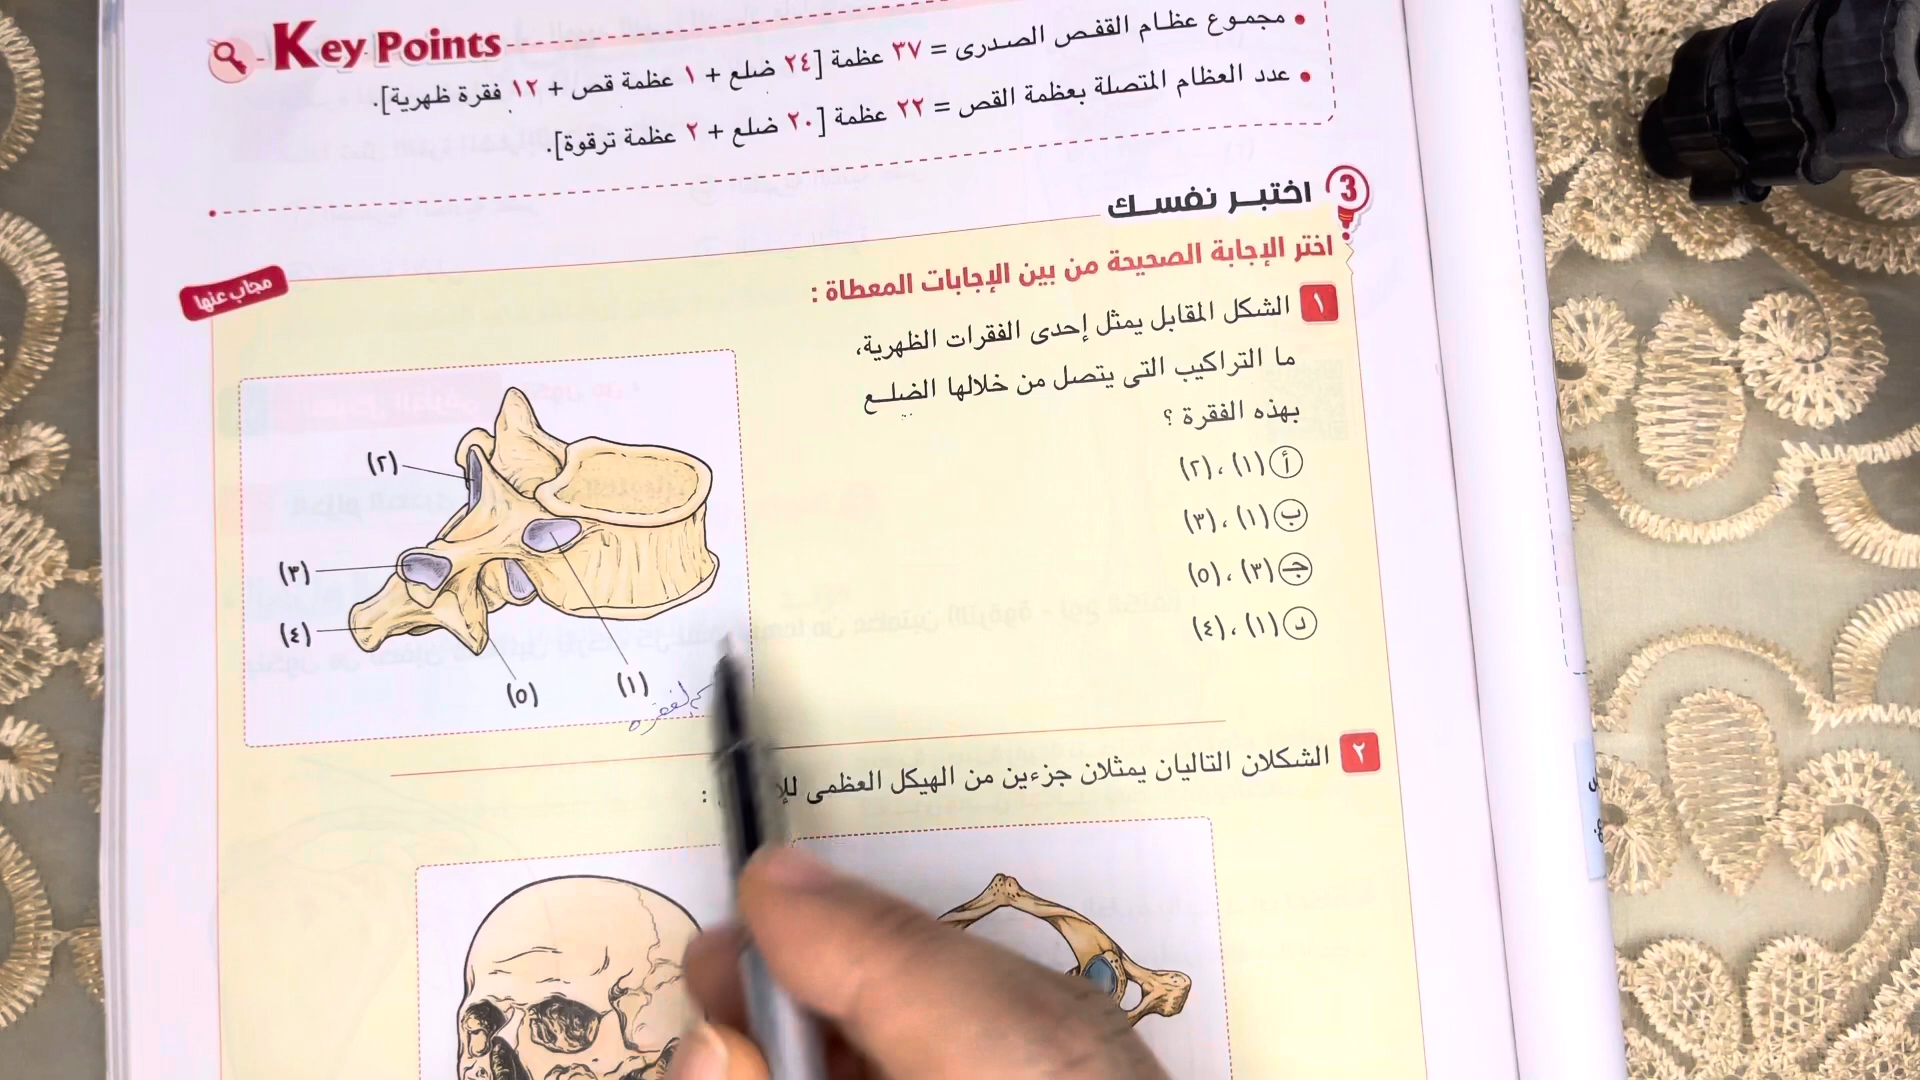 Key Points
• مجموع عظام القفص الصدرى = ٣٧ عظمة [٢٤ ضلع + ١ عظمة قص + ١٢ فقرة ظهرية].
• عدد العظام المتصلة بعظمة القص = ٢٢ عظمة [٢٠ ضلع + ٢ عظمة ترقوة].
3 اختبر نفسك
مجاب عنها
اختر الإجابة الصحيحة من بين الإجابات المعطاة :
١ الشكل المقابل يمثل إحدى الفقرات الظهرية،
ما التراكيب التى يتصل من خلالها الضلع
بهذه الفقرة ؟
أ (١) ، (٢)
ب (١) ، (٣)
جـ (٣) ، (٥)
د (١) ، (٤)
(٢)
(٣)
(٤)
(٥)
(١)
٢ الشكلان التاليان يمثلان جزءين من الهيكل العظمى :